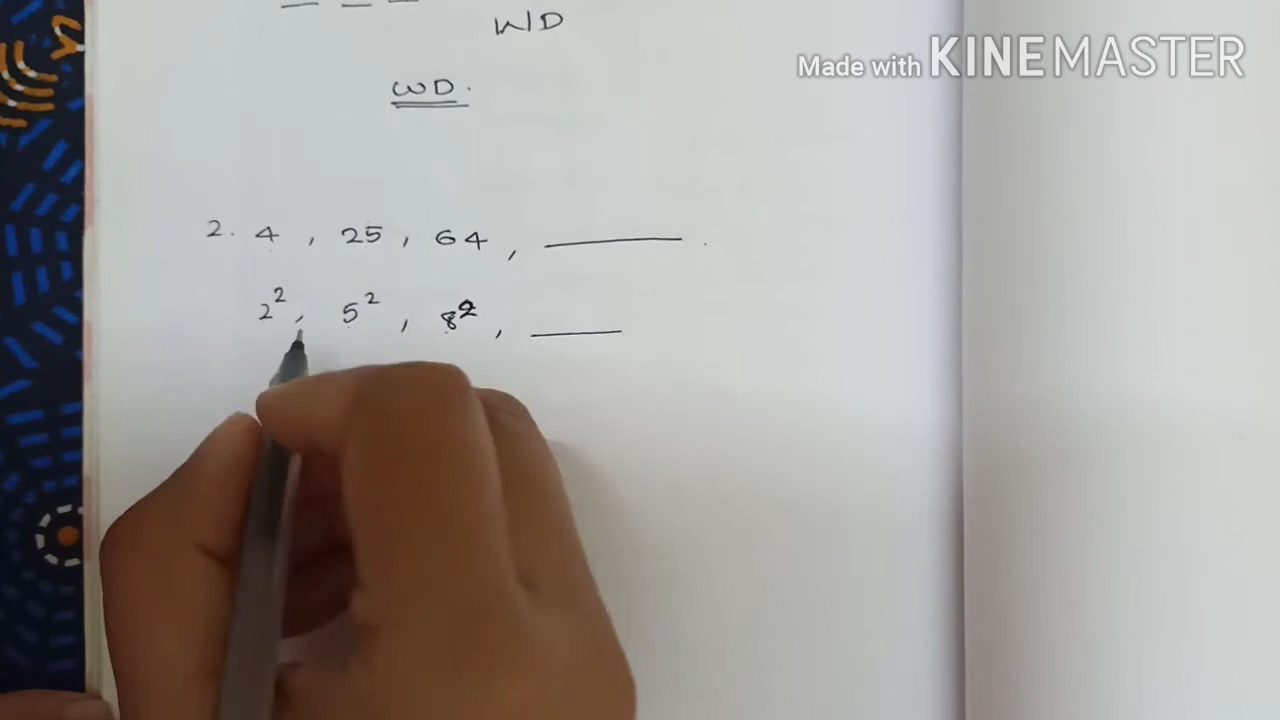 WD
Made with KINEMASTER
WD.
2. 4 , 25 , 64 , ______ .
2² , 5² , 8² , ______